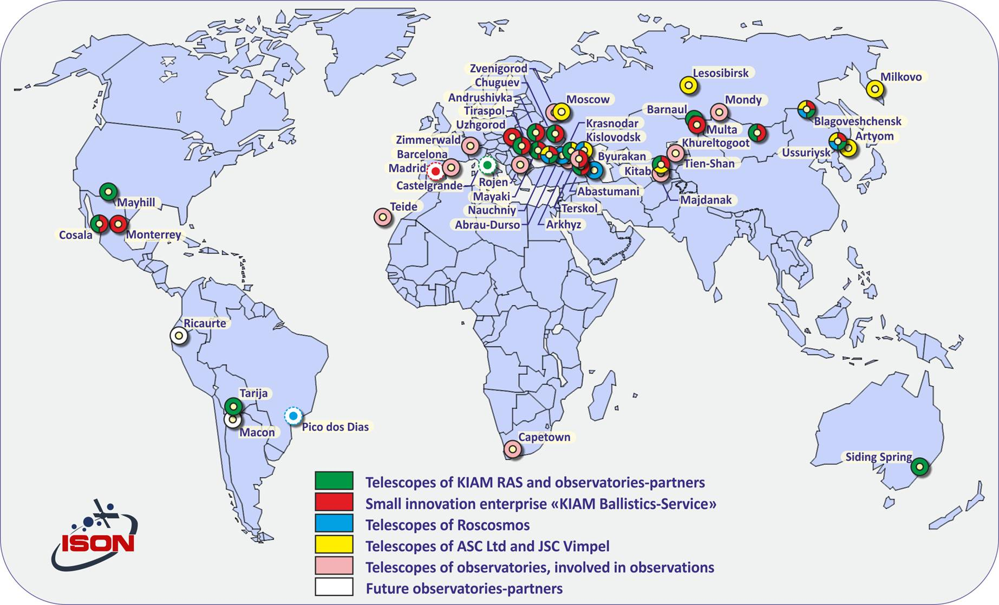 Zvenigorod
Chuguev
Andrushivka
Tiraspol
Uzhgorod
Zimmerwald
Barcelona
Madrid
Castelgrande
Rojen
Mayaki
Nauchniy
Abrau-Durso
Arkhyz
Terskol
Abastumani
Byurakan
Kislovodsk
Krasnodar
Moscow
Lesosibirsk
Milkovo
Barnaul
Mondy
Multa
Khureltogoot
Blagoveshchensk
Artyom
Ussuriysk
Tien-Shan
Kitab
Majdanak
Teide
Mayhill
Cosala
Monterrey
Ricaurte
Tarija
Macon
Pico dos Dias
Capetown
Siding Spring
Telescopes of KIAM RAS and observatories-partners
Small innovation enterprise «KIAM Ballistics-Service»
Telescopes of Roscosmos
Telescopes of ASC Ltd and JSC Vimpel
Telescopes of observatories, involved in observations
Future observatories-partners
ISON